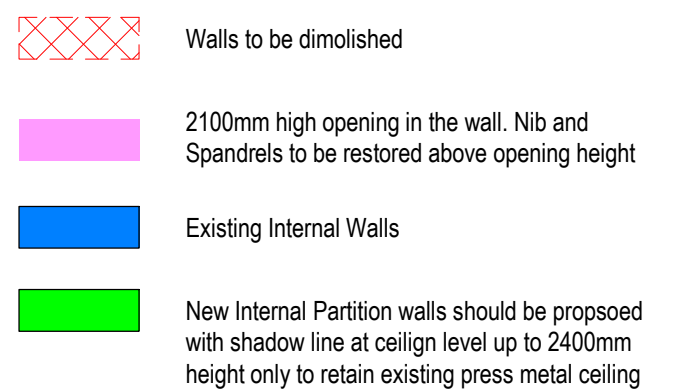 Walls to be dimolished
2100mm high opening in the wall. Nib and
Spandrels to be restored above opening height
Existing Internal Walls
New Internal Partition walls should be propsoed
with shadow line at ceilign level up to 2400mm
height only to retain existing press metal ceiling